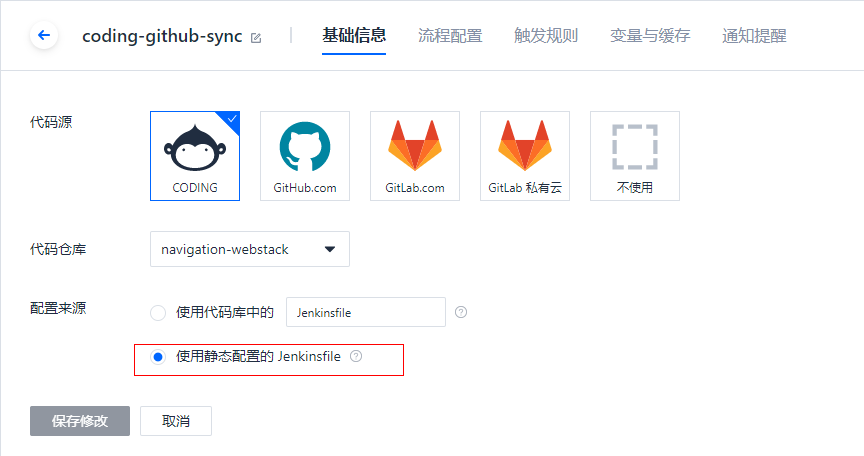 coding-github-sync 基础信息 流程配置 触发规则 变量与缓存 通知提醒
代码源
CODING GitHub.com GitLab.com GitLab 私有云 不使用
代码仓库 navigation-webstack
配置来源 使用代码库中的 Jenkinsfile ?
使用静态配置的 Jenkinsfile ?
保存修改 取消